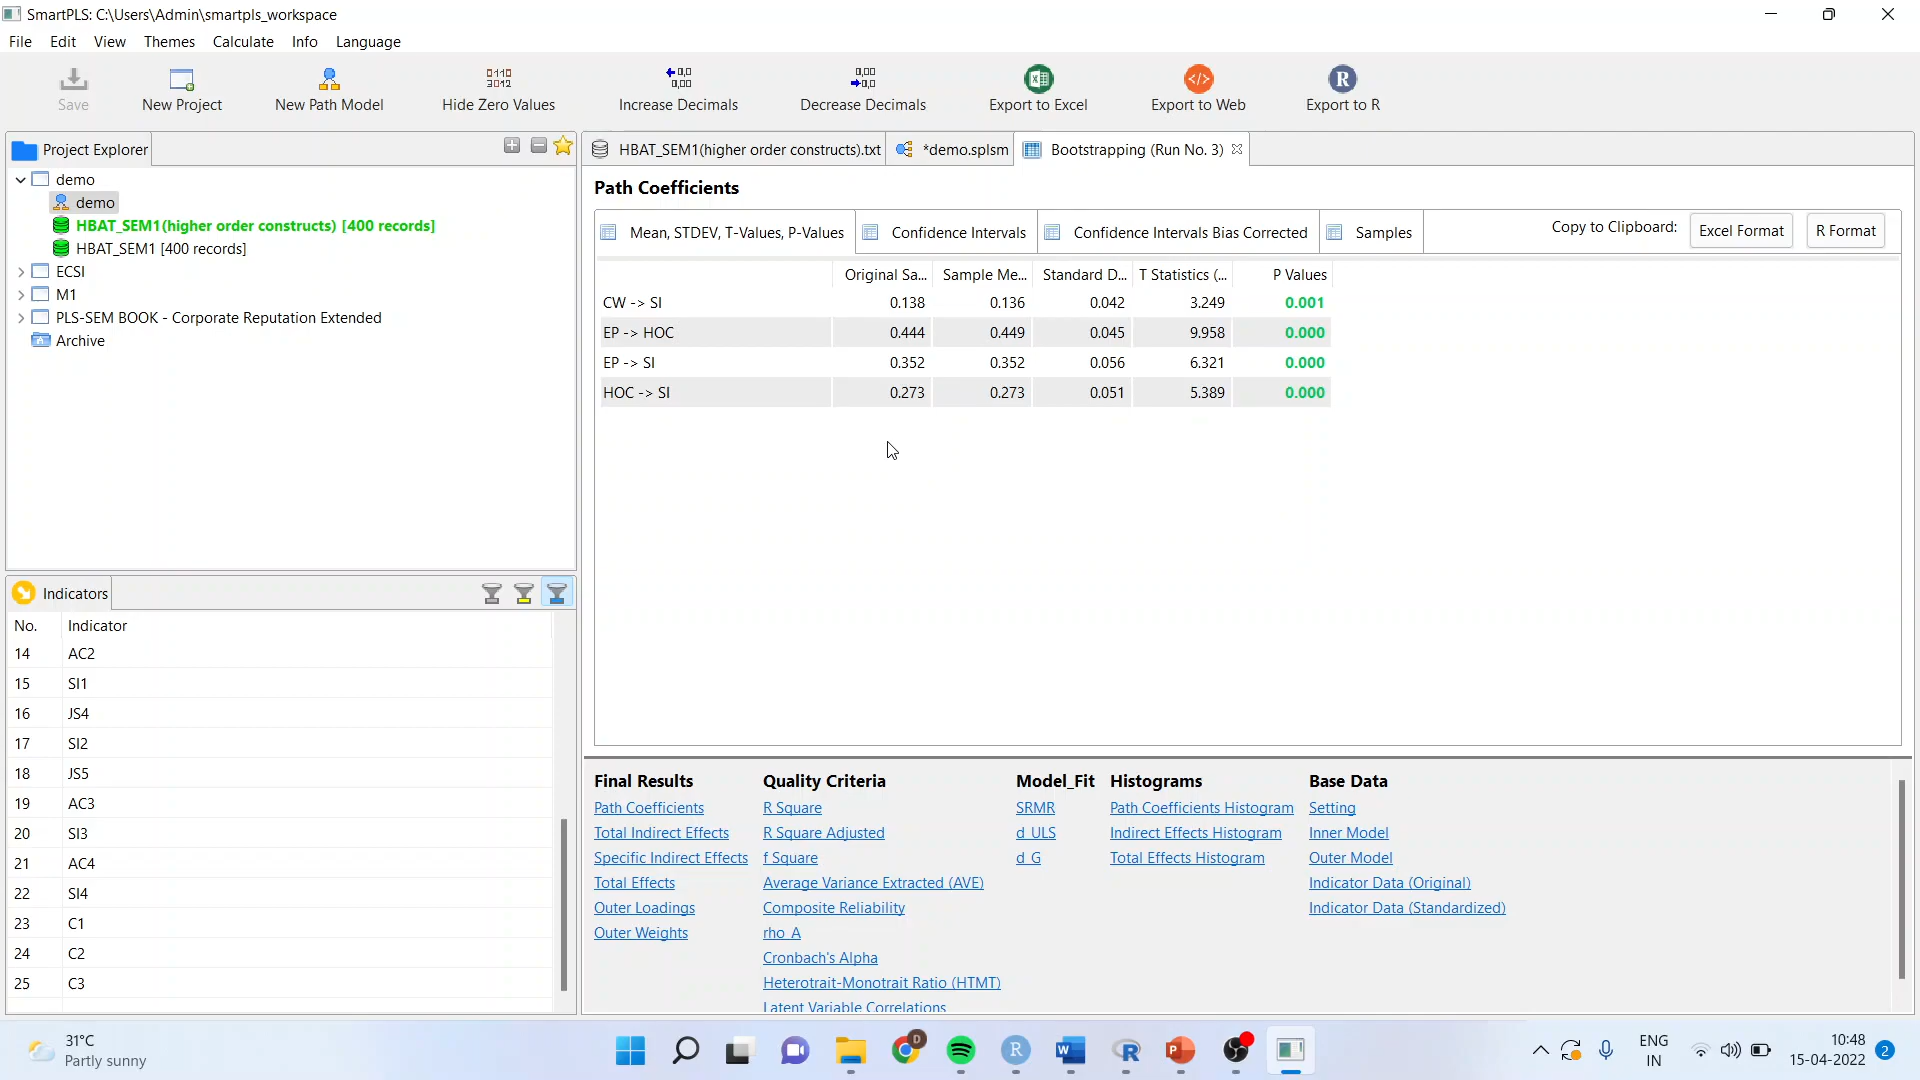 SmartPLS: C:\Users\Admin\smartpls_workspace
File Edit View Themes Calculate Info Language
Save New Project New Path Model Hide Zero Values Increase Decimals Decrease Decimals Export to Excel Export to Web Export to R
Project Explorer
demo
demo
HBAT_SEM1(higher order constructs) [400 records]
HBAT_SEM1 [400 records]
ECSI
M1
PLS-SEM BOOK - Corporate Reputation Extended
Archive
Indicators
No. Indicator
14 AC2
15 SI1
16 JS4
17 SI2
18 JS5
19 AC3
20 SI3
21 AC4
22 SI4
23 C1
24 C2
25 C3
HBAT_SEM1(higher order constructs).txt *demo.splsm Bootstrapping (Run No. 3)
Path Coefficients
Mean, STDEV, T-Values, P-Values Confidence Intervals Confidence Intervals Bias Corrected Samples Copy to Clipboard: Excel Format R Format
Original Sa... Sample Me... Standard D... T Statistics (... P Values
CW -> SI 0.138 0.136 0.042 3.249 0.001
EP -> HOC 0.444 0.449 0.045 9.958 0.000
EP -> SI 0.352 0.352 0.056 6.321 0.000
HOC -> SI 0.273 0.273 0.051 5.389 0.000
Final Results
Path Coefficients
Total Indirect Effects
Specific Indirect Effects
Total Effects
Outer Loadings
Outer Weights
Quality Criteria
R Square
R Square Adjusted
f Square
Average Variance Extracted (AVE)
Composite Reliability
rho_A
Cronbach's Alpha
Heterotrait-Monotrait Ratio (HTMT)
Latent Variable Correlations
Model_Fit
SRMR
d_ULS
d_G
Histograms
Path Coefficients Histogram
Indirect Effects Histogram
Total Effects Histogram
Base Data
Setting
Inner Model
Outer Model
Indicator Data (Original)
Indicator Data (Standardized)
31°C
Partly sunny
ENG
IN
10:48
15-04-2022
2